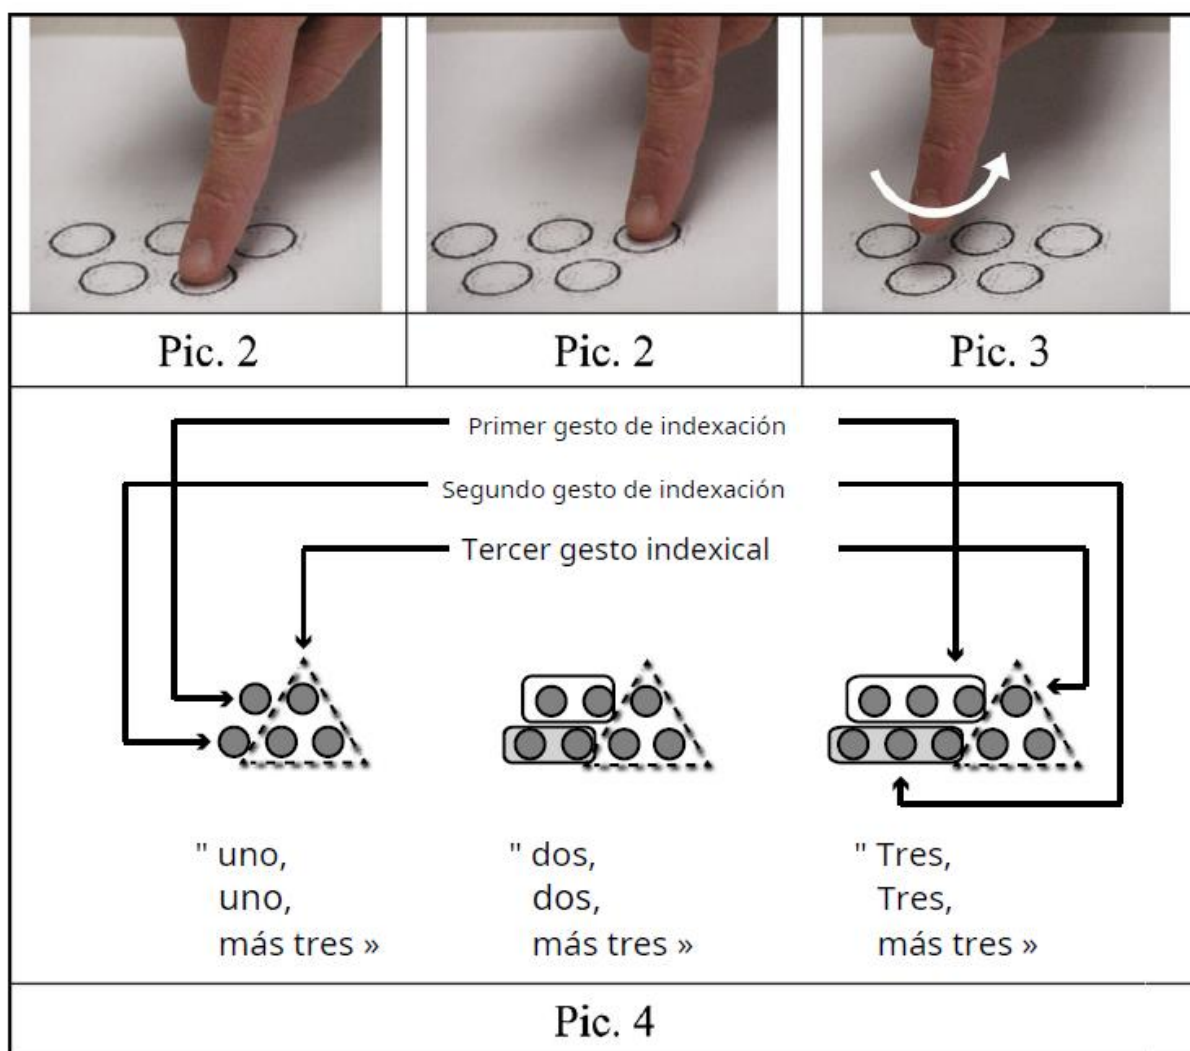 Pic. 2
Pic. 2
Pic. 3
Primer gesto de indexación
Segundo gesto de indexación
Tercer gesto indexical
" uno,
uno,
más tres »
" dos,
dos,
más tres »
" Tres,
Tres,
más tres »
Pic. 4